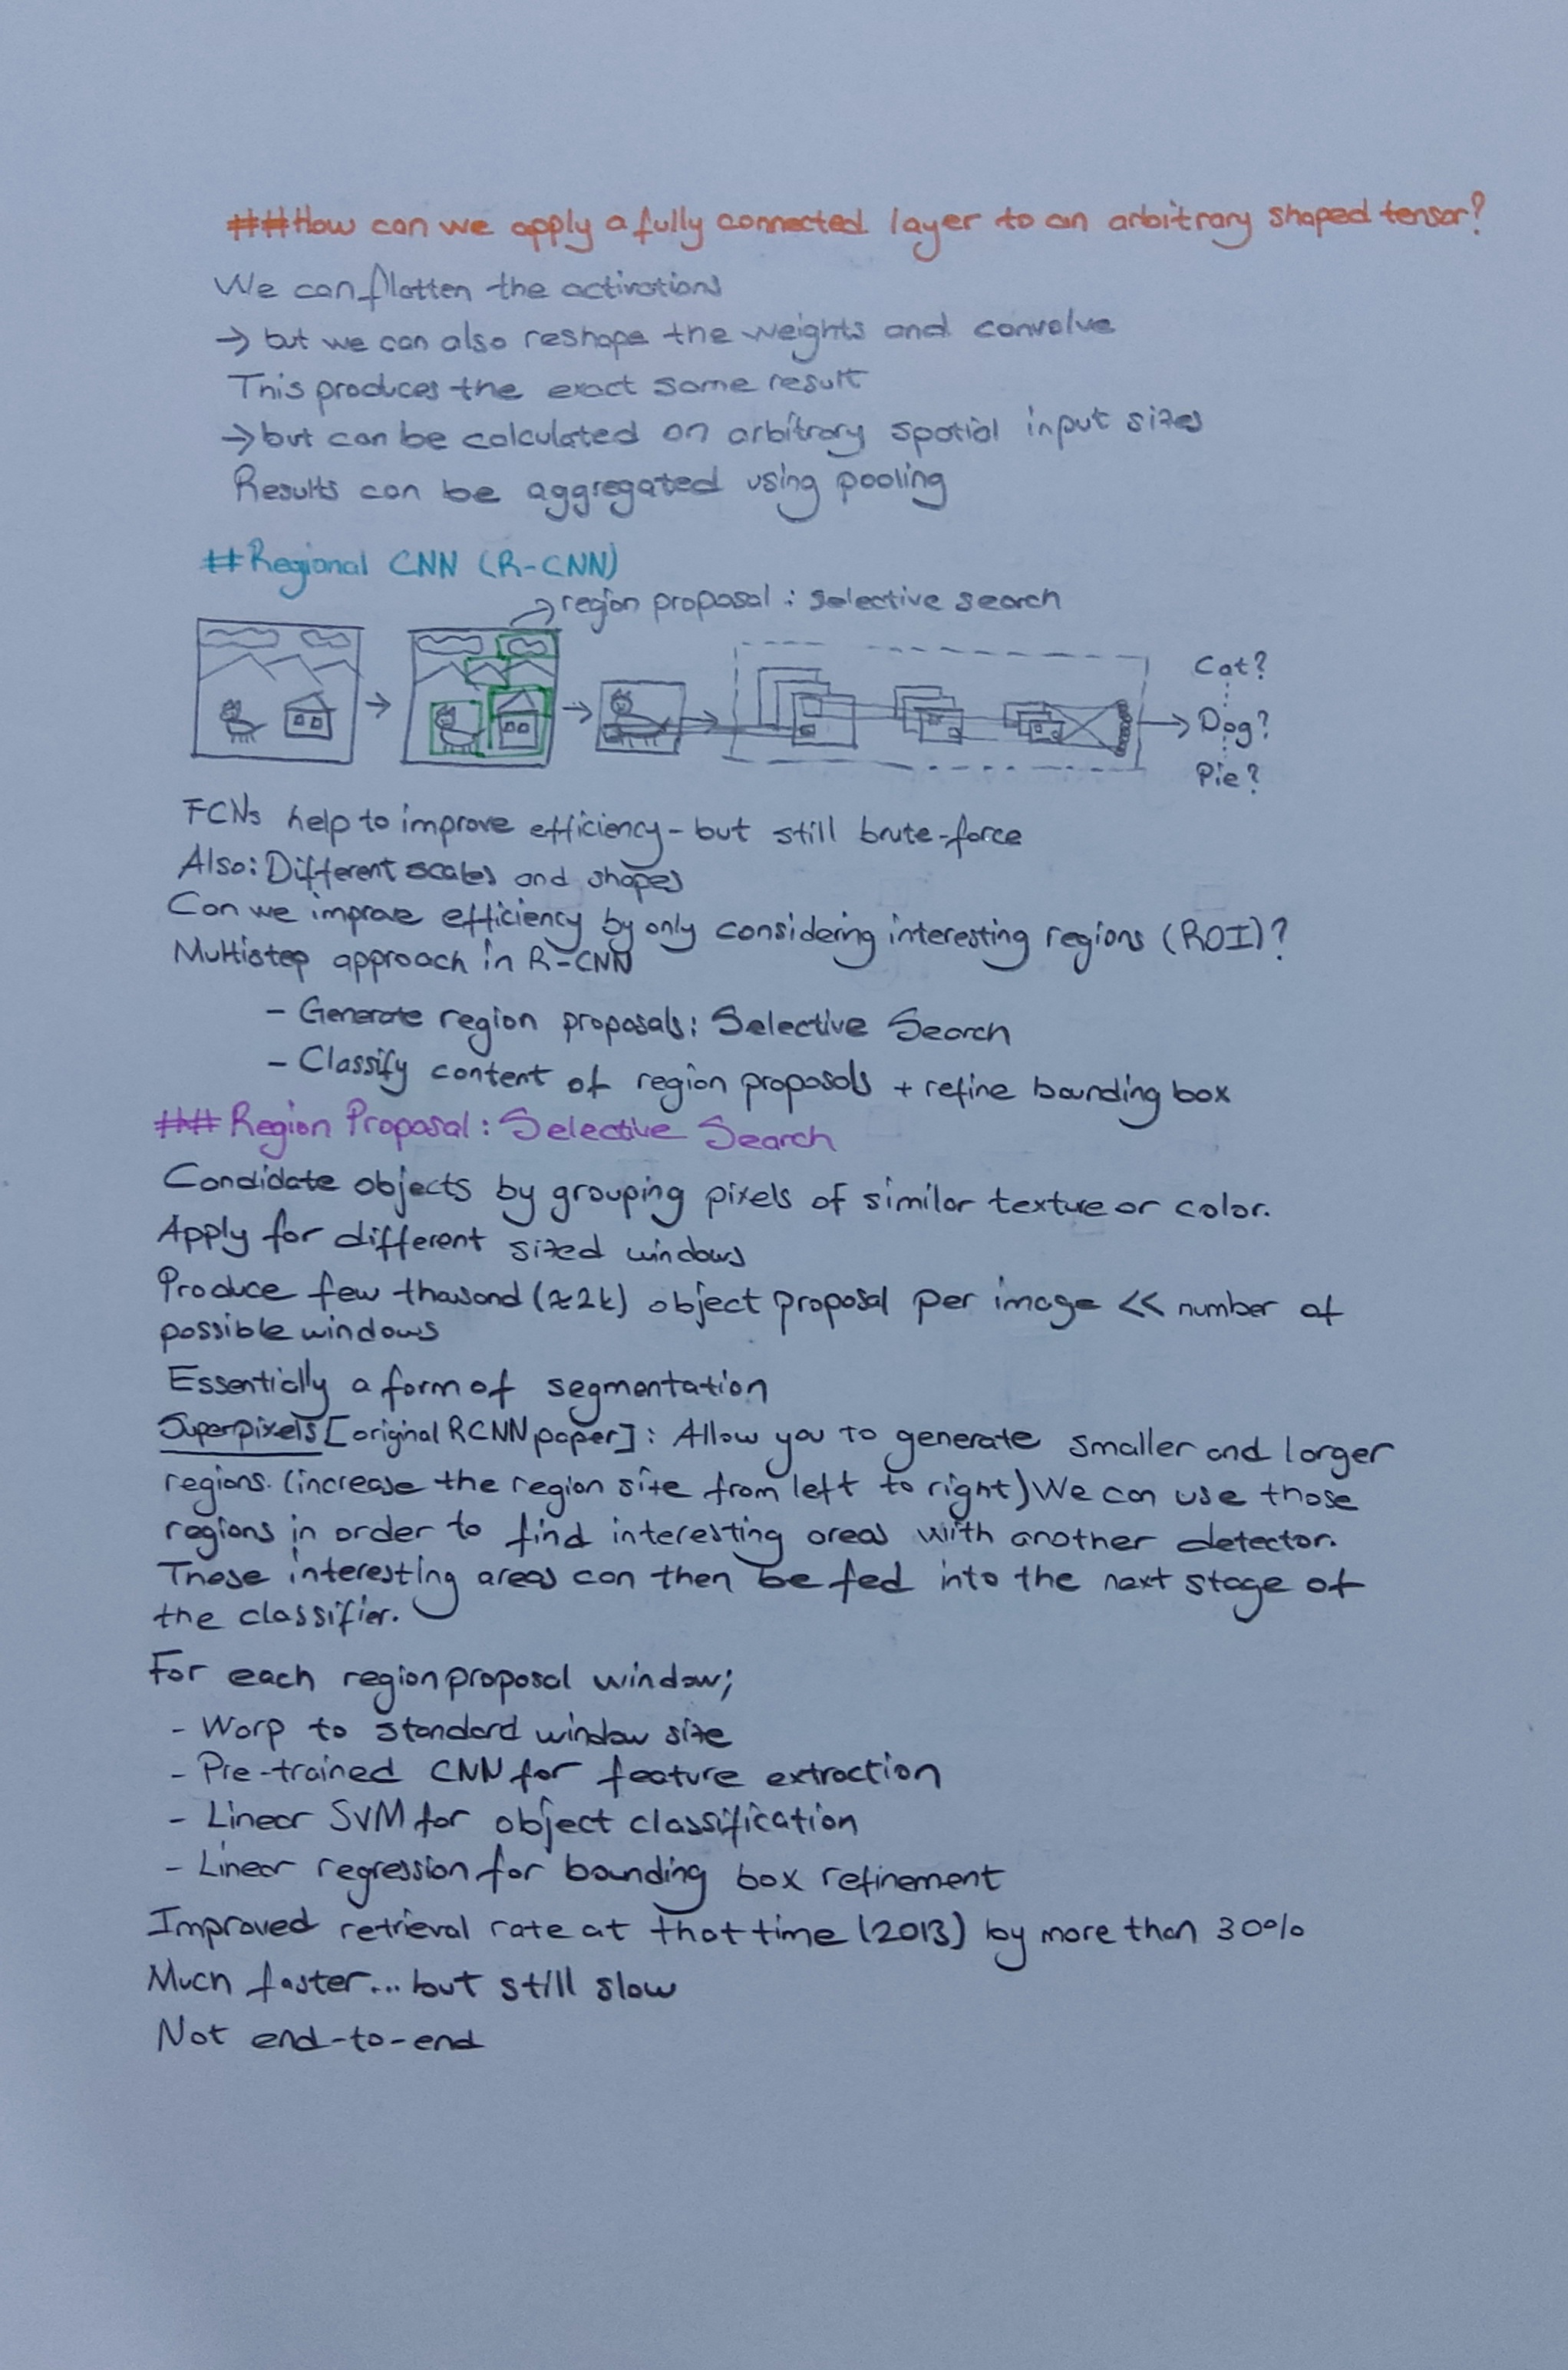 ##How can we apply a fully connected layer to an arbitrary shaped tensor?
We can flatten the activations
→ but we can also reshape the weights and convolve
This produces the exact same result
→ but can be calculated on arbitrary spatial input sizes
Results can be aggregated using pooling
##Regional CNN (R-CNN)
region proposal : selective search
Cat?
Dog?
Pie?
FCNs help to improve efficiency - but still brute-force
Also: Different scales and shapes
Can we improve efficiency by only considering interesting regions (ROI)?
Multistep approach in R-CNN
- Generate region proposals: Selective Search
- Classify content of region proposals + refine bounding box
## Region Proposal : Selective Search
Candidate objects by grouping pixels of similar texture or color.
Apply for different sized windows
Produce few thousand (≈2k) object proposal per image << number of
possible windows
Essentially a form of segmentation
Superpixels [original RCNN paper] : Allow you to generate smaller and larger
regions. (increase the region size from left to right) We can use those
regions in order to find interesting areas with another detector.
These interesting areas can then be fed into the next stage of
the classifier.
For each region proposal window;
- Warp to standard window size
- Pre-trained CNN for feature extraction
- Linear SVM for object classification
- Linear regression for bounding box refinement
Improved retrieval rate at that time (2013) by more than 30%
Much faster... but still slow
Not end-to-end